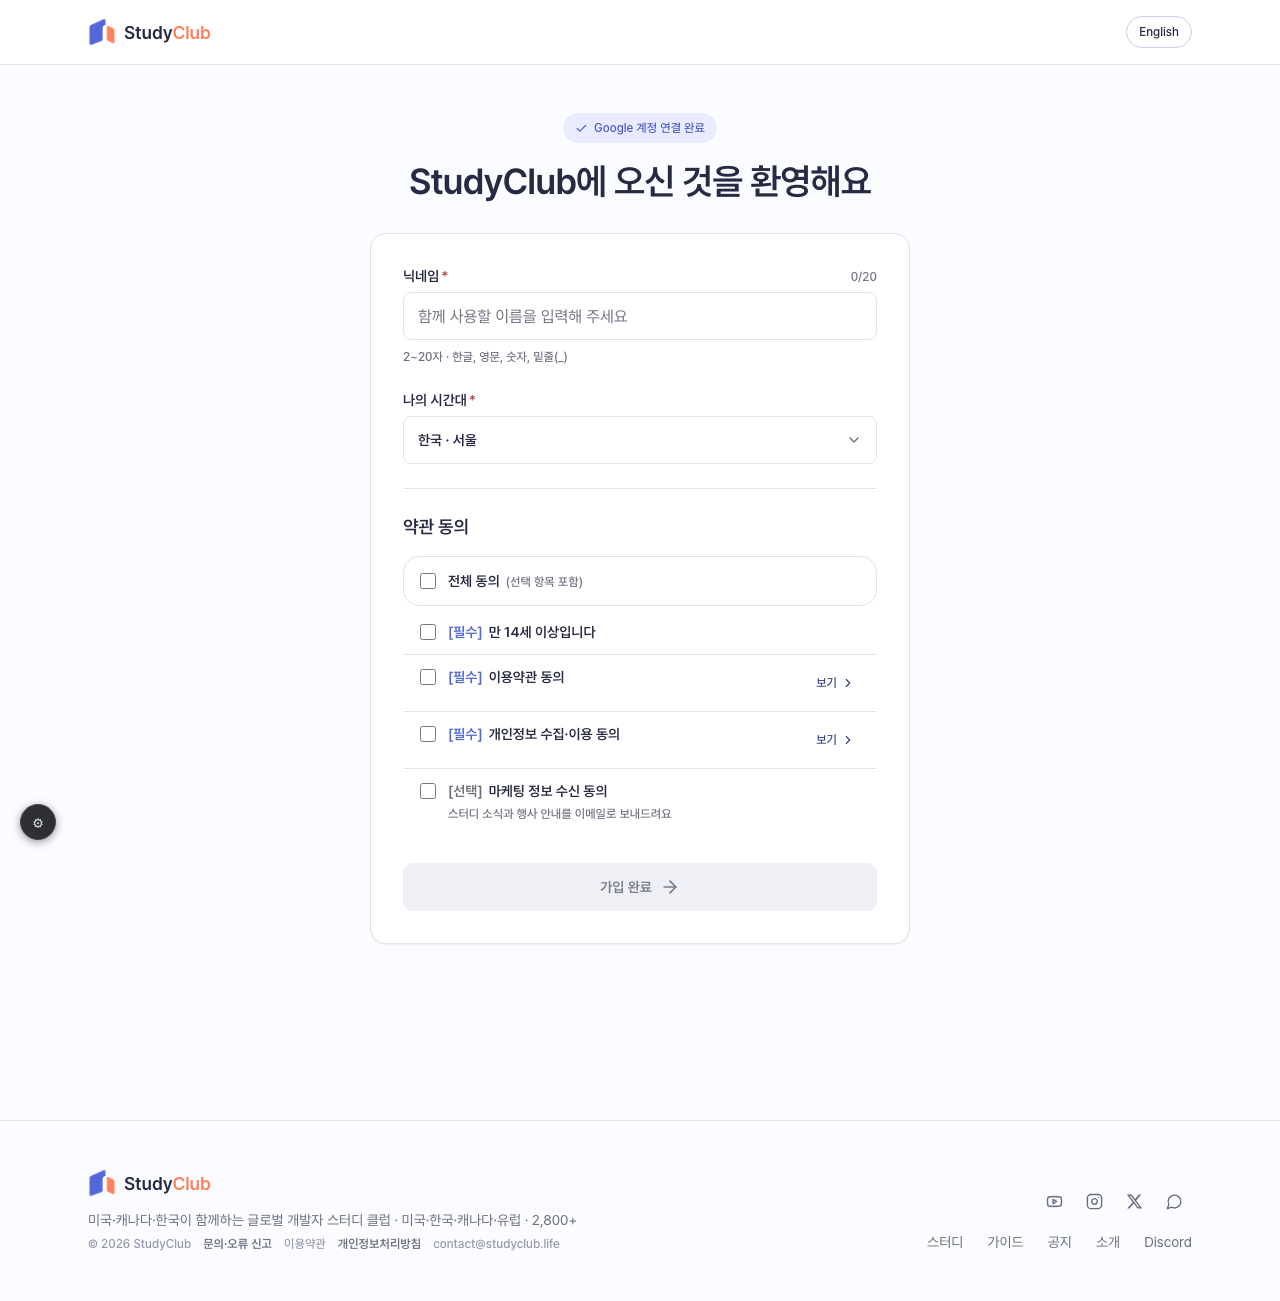 StudyClub
English
Google 계정 연결 완료
StudyClub에 오신 것을 환영해요
닉네임 *
0/20
함께 사용할 이름을 입력해 주세요
2~20자 · 한글, 영문, 숫자, 밑줄(_)
나의 시간대 *
한국 · 서울
약관 동의
전체 동의 (선택 항목 포함)
[필수] 만 14세 이상입니다
[필수] 이용약관 동의
보기
[필수] 개인정보 수집·이용 동의
보기
[선택] 마케팅 정보 수신 동의
스터디 소식과 행사 안내를 이메일로 보내드려요
가입 완료
StudyClub
미국·캐나다·한국이 함께하는 글로벌 개발자 스터디 클럽 · 미국·한국·캐나다·유럽 · 2,800+
© 2026 StudyClub 문의·오류 신고 이용약관 개인정보처리방침 contact@studyclub.life
스터디 가이드 공지 소개 Discord